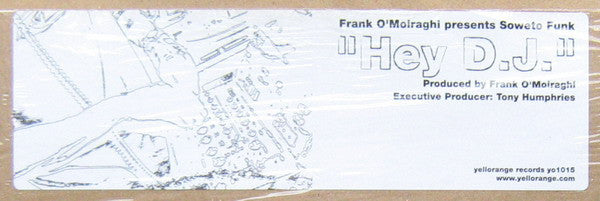 Frank O'Moiraghi presents Soweto Funk
"Hey D.J."
Produced by Frank O'Moiraghi
Executive Producer: Tony Humphries
yellorange records yo1015
www.yellorange.com